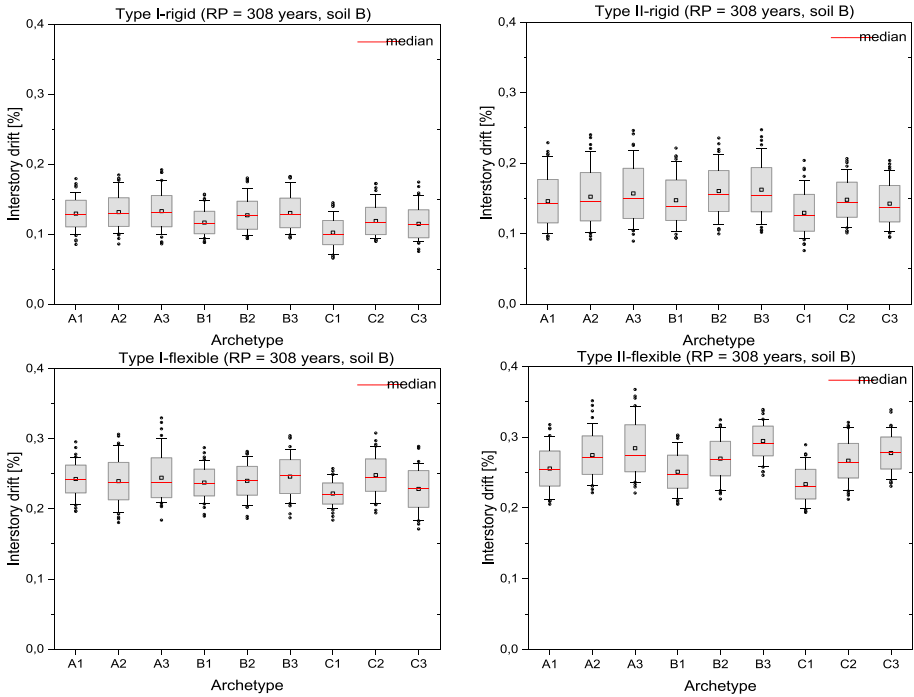 Type I-rigid (RP = 308 years, soil B)
0,4
0,3
0,2
0,1
0,0
Interstory drift [%]
median
A1 A2 A3 B1 B2 B3 C1 C2 C3
Archetype
Type II-rigid (RP = 308 years, soil B)
0,4
0,3
0,2
0,1
0,0
Interstory drift [%]
median
A1 A2 A3 B1 B2 B3 C1 C2 C3
Archetype
Type I-flexible (RP = 308 years, soil B)
0,4
0,3
0,2
0,1
0,0
Interstory drift [%]
median
A1 A2 A3 B1 B2 B3 C1 C2 C3
Archetype
Type II-flexible (RP = 308 years, soil B)
0,4
0,3
0,2
0,1
0,0
Interstory drift [%]
median
A1 A2 A3 B1 B2 B3 C1 C2 C3
Archetype